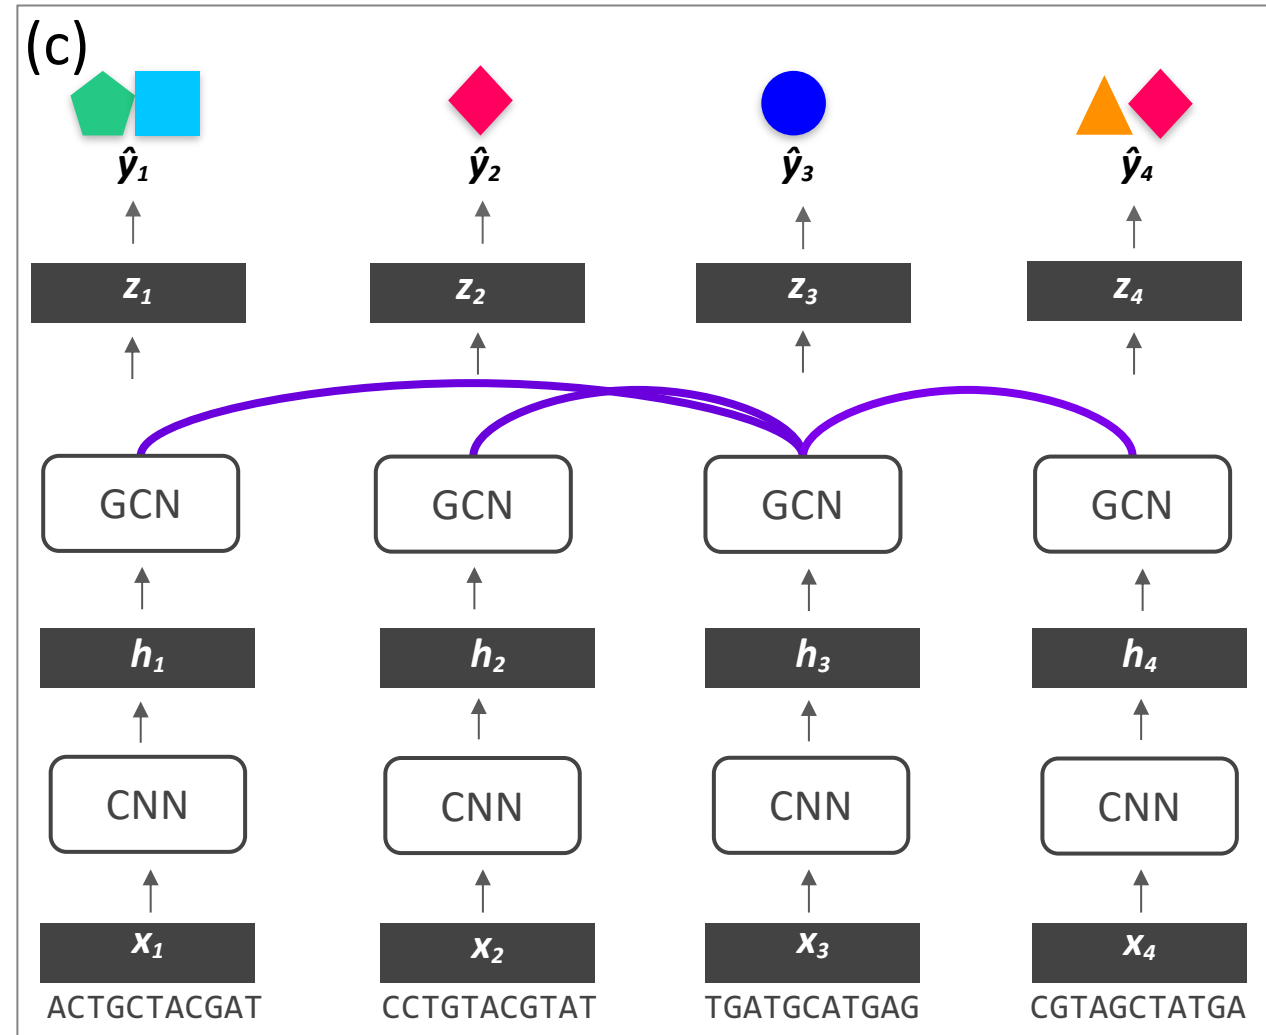 (c)
ŷ1 ŷ2 ŷ3 ŷ4
z1 z2 z3 z4
GCN GCN GCN GCN
h1 h2 h3 h4
CNN CNN CNN CNN
x1 x2 x3 x4
ACTGCTACGAT CCTGTACGTAT TGATGCATGAG CGTAGCTATGA